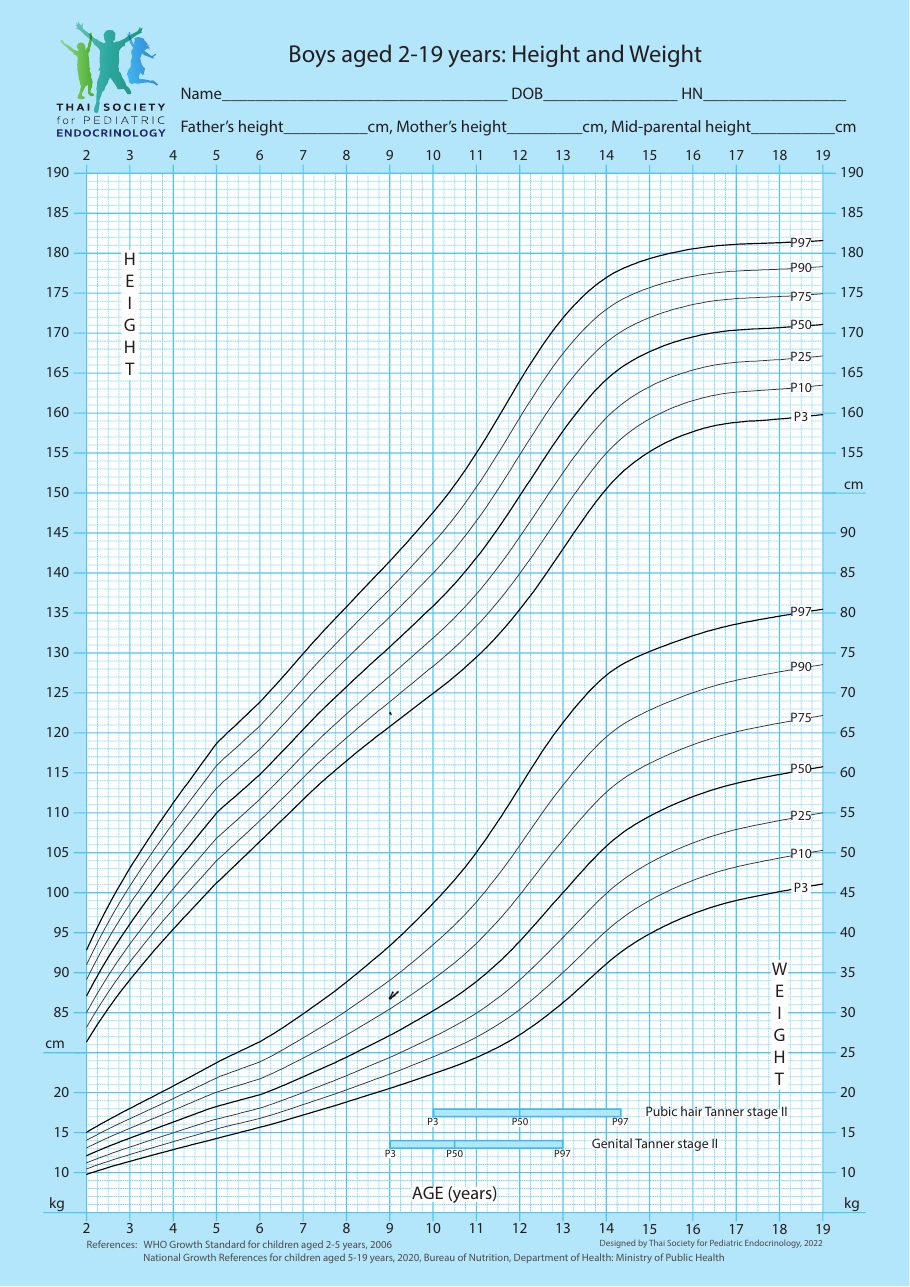 Boys aged 2-19 years: Height and Weight
THAI SOCIETY
for PEDIATRIC
ENDOCRINOLOGY
Name DOB HN
Father's height cm, Mother's height cm, Mid-parental height cm
2 3 4 5 6 7 8 9 10 11 12 13 14 15 16 17 18 19
190 190
185 185
180 180
175 175
170 170
165 165
160 160
155 155
150 cm
145 90
140 85
135 80
130 75
125 70
120 65
115 60
110 55
105 50
100 45
95 40
90 35
85 30
cm 25
20 20
15 15
10 10
kg kg
HEIGHT
P97
P90
P75
P50
P25
P10
P3
P97
P90
P75
P50
P25
P10
P3
WEIGHT
Pubic hair Tanner stage II
P3 P50 P97
Genital Tanner stage II
P3 P50 P97
AGE (years)
2 3 4 5 6 7 8 9 10 11 12 13 14 15 16 17 18 19
References: WHO Growth Standard for children aged 2-5 years, 2006
Designed by Thai Society for Pediatric Endocrinology, 2022
National Growth References for children aged 5-19 years, 2020, Bureau of Nutrition, Department of Health: Ministry of Public Health